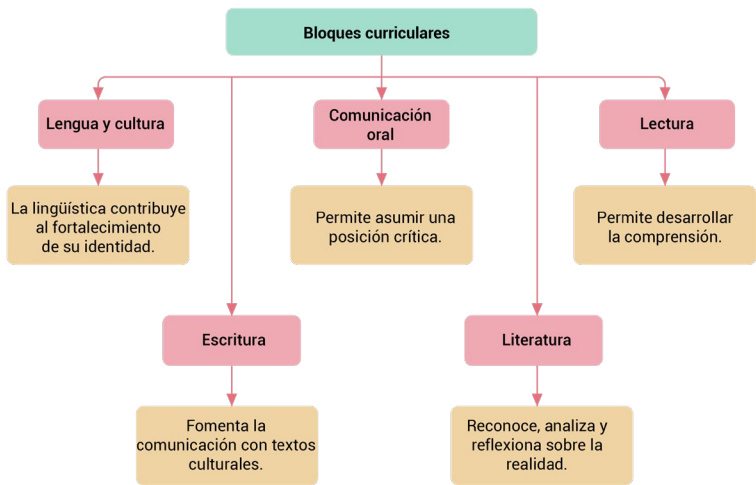 Bloques curriculares
Lengua y cultura
Comunicación
oral
Lectura
La lingüística contribuye
al fortalecimiento
de su identidad.
Permite asumir una
posición crítica.
Permite desarrollar
la comprensión.
Escritura
Literatura
Fomenta la
comunicación con textos
culturales.
Reconoce, analiza y
reflexiona sobre la
realidad.